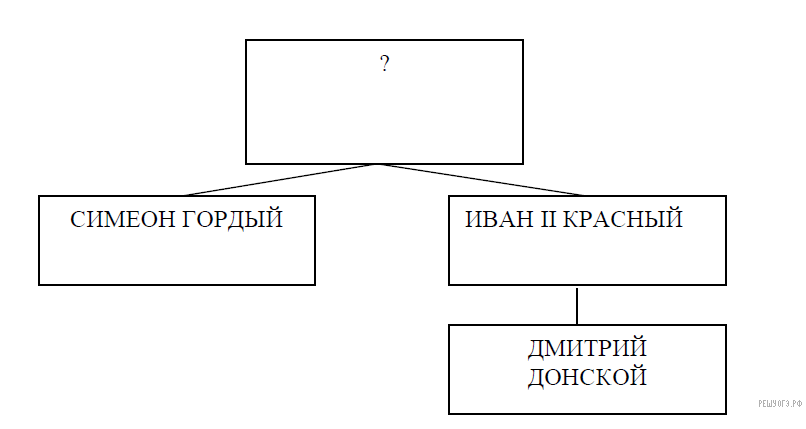 ?
СИМЕОН ГОРДЫЙ
ИВАН II КРАСНЫЙ
ДМИТРИЙ
ДОНСКОЙ
РЕШУОГЭ.РФ